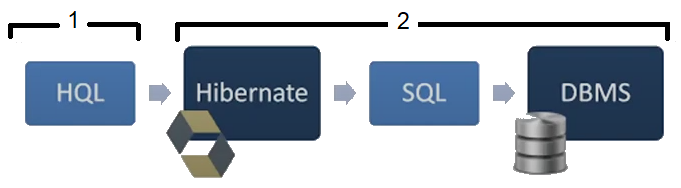 1 2
HQL Hibernate SQL DBMS